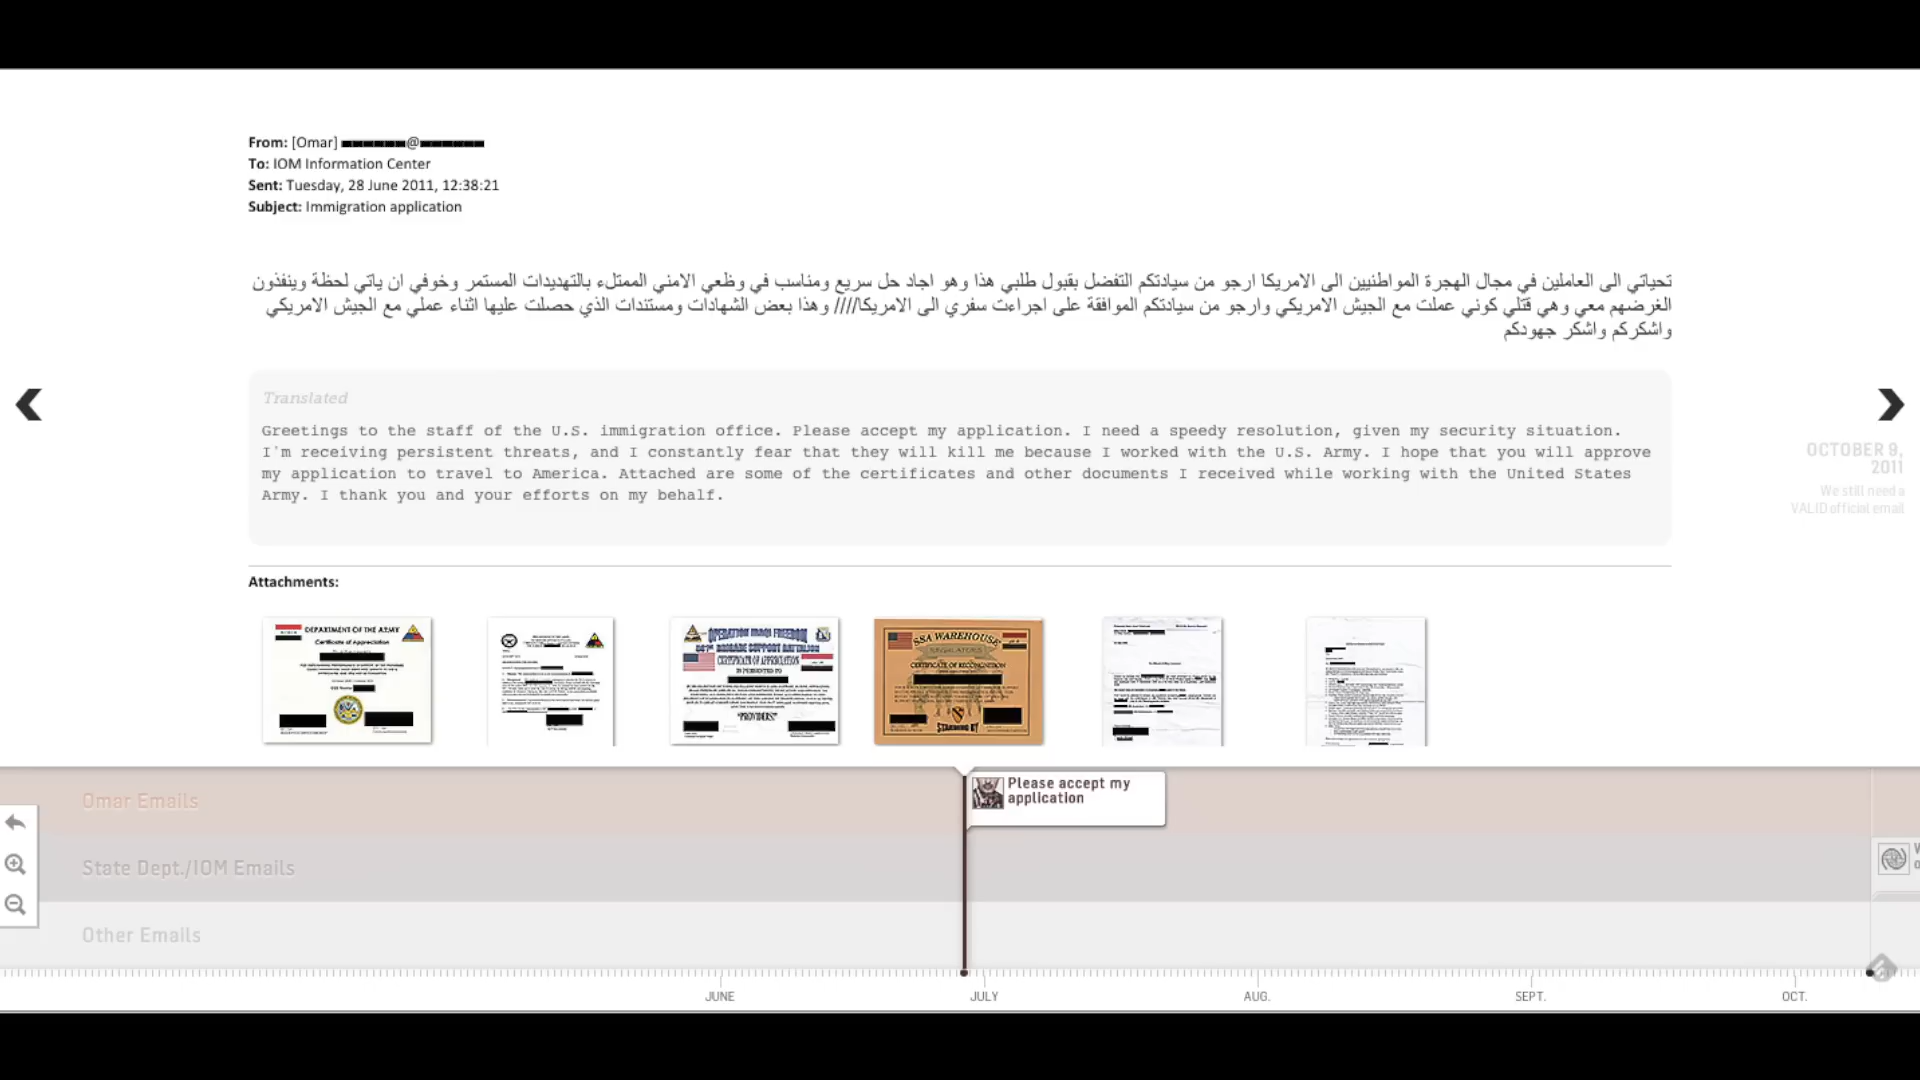 From: [Omar] @
To: IOM Information Center
Sent: Tuesday, 28 June 2011, 12:38:21
Subject: Immigration application
تحياتي الى العاملين في مجال الهجرة المواطنيين الى الامريكا ارجو من سيادتكم التفضل بقبول طلبي هذا وهو اجاد حل سريع ومناسب في وظعي الامني الممتلء بالتهديدات المستمر وخوفي ان ياتي لحظة وينفذون
الغرضهم معي وهي قتلي كوني عملت مع الجيش الامريكي وارجو من سيادتكم الموافقة على اجراءت سفري الى الامريكا//// وهذا بعض الشهادات ومستندات الذي حصلت عليها اثناء عملي مع الجيش الامريكي
واشكركم واشكر جهودكم
Translated
Greetings to the staff of the U.S. immigration office. Please accept my application. I need a speedy resolution, given my security situation.
I'm receiving persistent threats, and I constantly fear that they will kill me because I worked with the U.S. Army. I hope that you will approve
my application to travel to America. Attached are some of the certificates and other documents I received while working with the United States
Army. I thank you and your efforts on my behalf.
OCTOBER 9,
2011
We still need a
VALID official email
Attachments:
DEPARTMENT OF THE ARMY
Certificate of Appreciation
OPERATION IRAQI FREEDOM
BRIGADE SUPPORT BATTALION
CERTIFICATE OF APPRECIATION
IS PRESENTED TO
"PROVIDERS"
SSA WAREHOUSE
CERTIFICATE OF RECOGNITION
STANDING BY
Please accept my
application
Omar Emails
State Dept./IOM Emails
Other Emails
JUNE
JULY
AUG.
SEPT.
OCT.